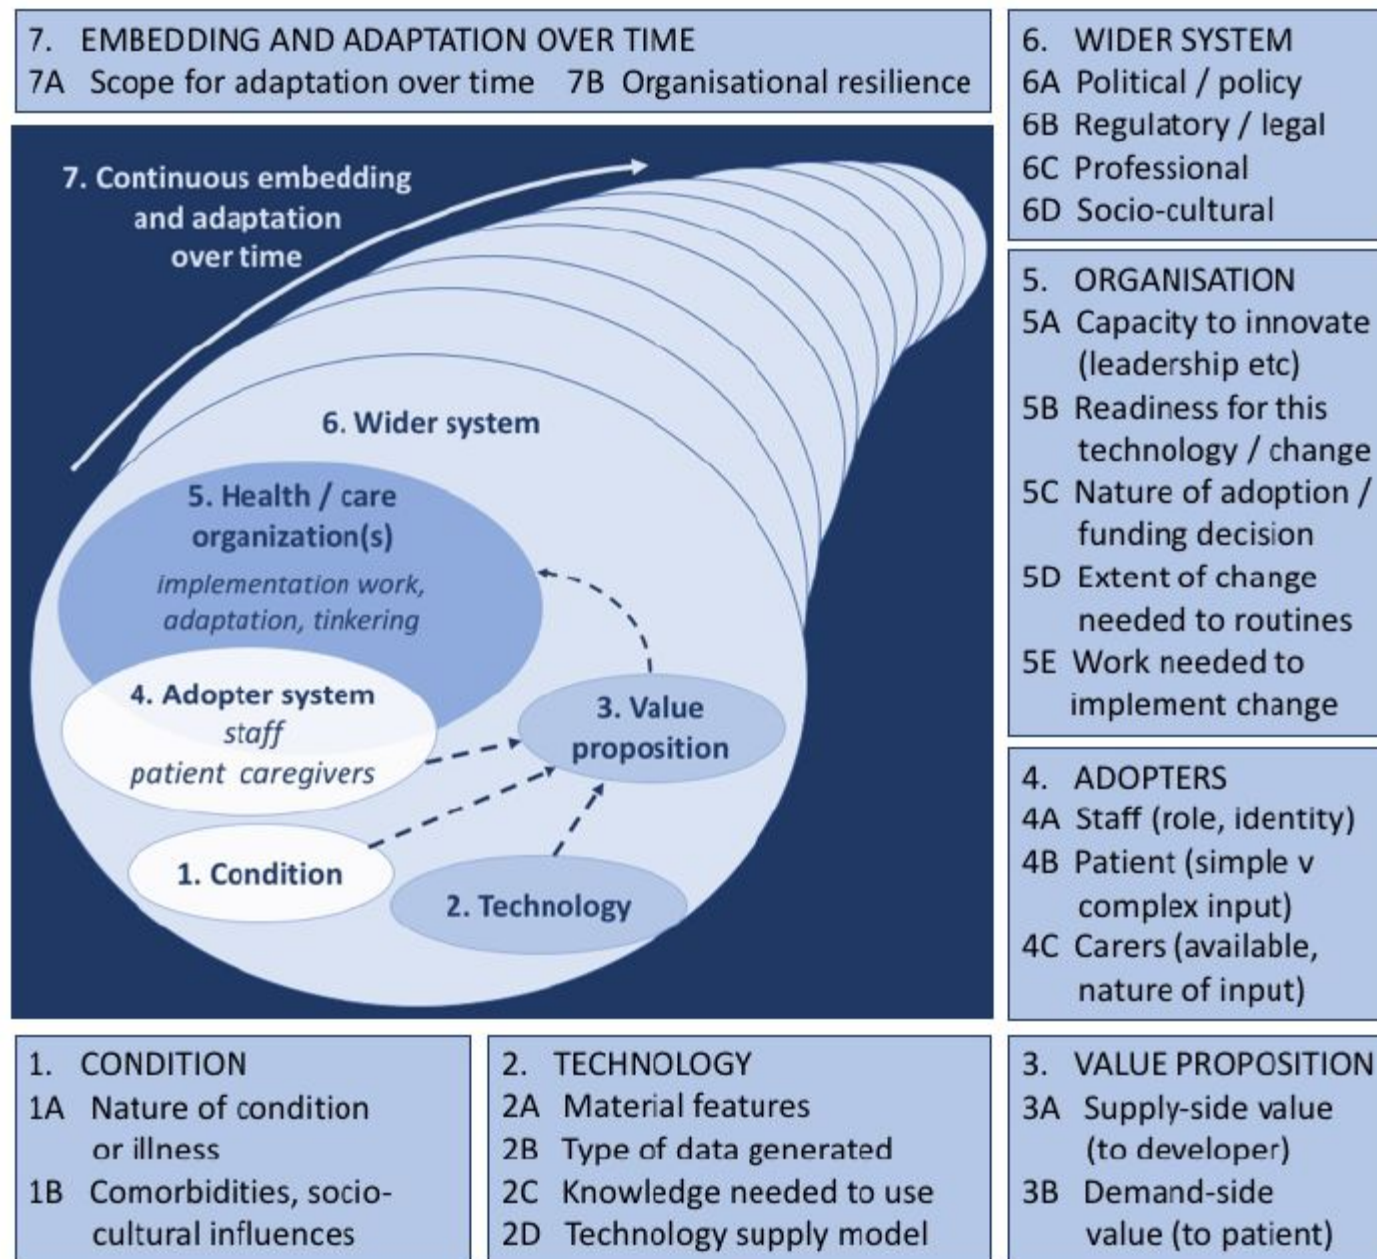 7. EMBEDDING AND ADAPTATION OVER TIME
7A Scope for adaptation over time 7B Organisational resilience
7. Continuous embedding
and adaptation
over time
6. Wider system
5. Health / care
organization(s)
implementation work,
adaptation, tinkering
4. Adopter system
staff
patient caregivers
3. Value
proposition
1. Condition
2. Technology
6. WIDER SYSTEM
6A Political / policy
6B Regulatory / legal
6C Professional
6D Socio-cultural
5. ORGANISATION
5A Capacity to innovate
(leadership etc)
5B Readiness for this
technology / change
5C Nature of adoption /
funding decision
5D Extent of change
needed to routines
5E Work needed to
implement change
4. ADOPTERS
4A Staff (role, identity)
4B Patient (simple v
complex input)
4C Carers (available,
nature of input)
1. CONDITION
1A Nature of condition
or illness
1B Comorbidities, socio-
cultural influences
2. TECHNOLOGY
2A Material features
2B Type of data generated
2C Knowledge needed to use
2D Technology supply model
3. VALUE PROPOSITION
3A Supply-side value
(to developer)
3B Demand-side
value (to patient)